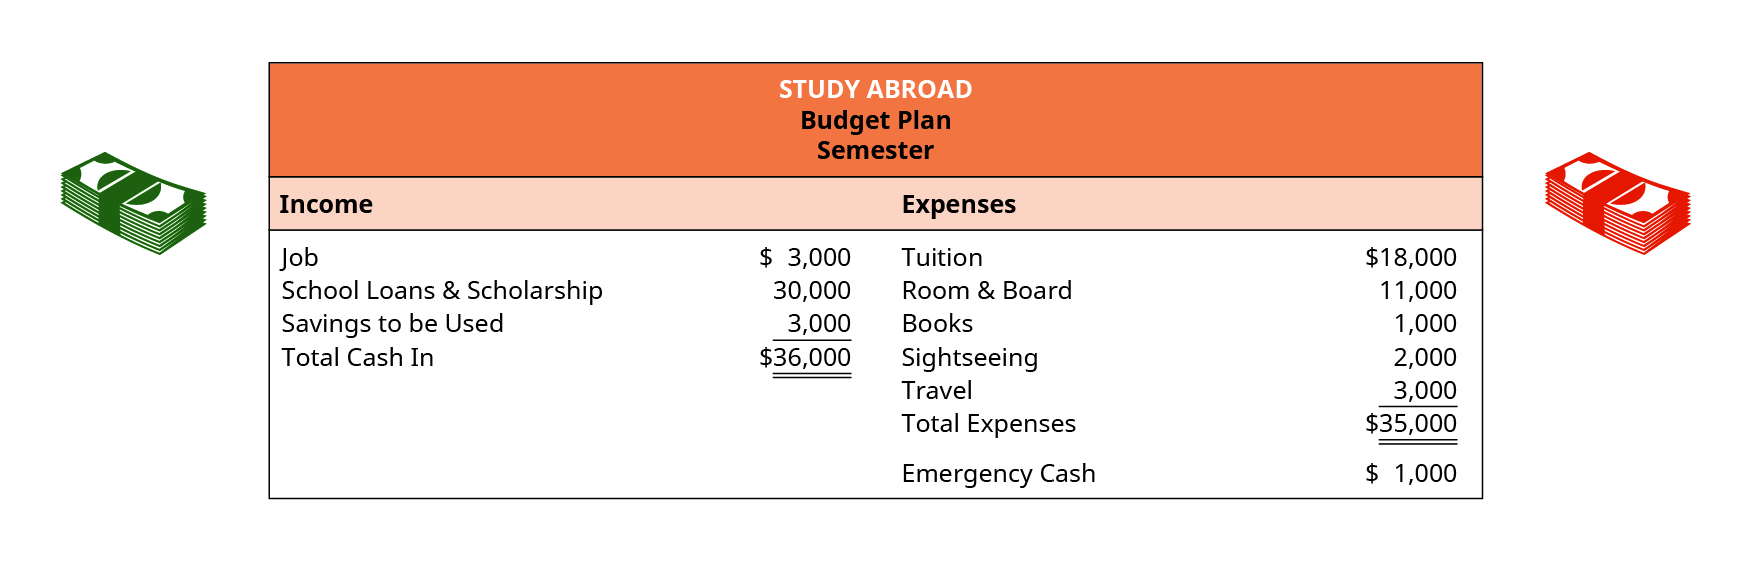 STUDY ABROAD
Budget Plan
Semester
Income Expenses
Job $ 3,000 Tuition $18,000
School Loans & Scholarship 30,000 Room & Board 11,000
Savings to be Used 3,000 Books 1,000
Total Cash In $36,000 Sightseeing 2,000
Travel 3,000
Total Expenses $35,000
Emergency Cash $ 1,000